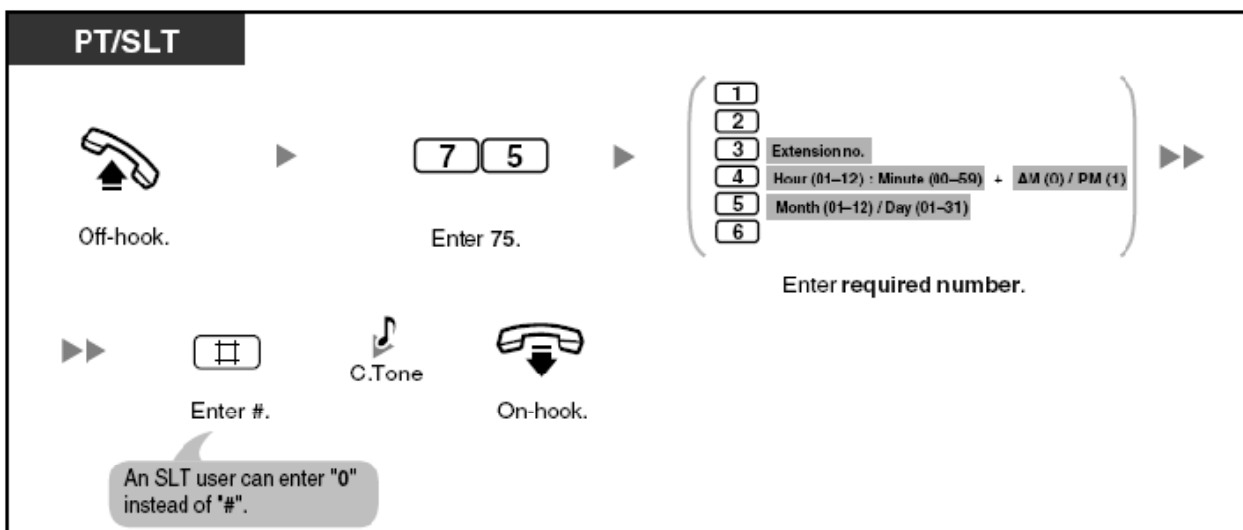 PT/SLT
7 5
1
2
3 Extension no.
4 Hour (01–12) : Minute (00–59) + AM (0) / PM (1)
5 Month (01–12) / Day (01–31)
6
Off-hook.
Enter 75.
Enter required number.
#
C.Tone
Enter #.
On-hook.
An SLT user can enter "0"
instead of "#".